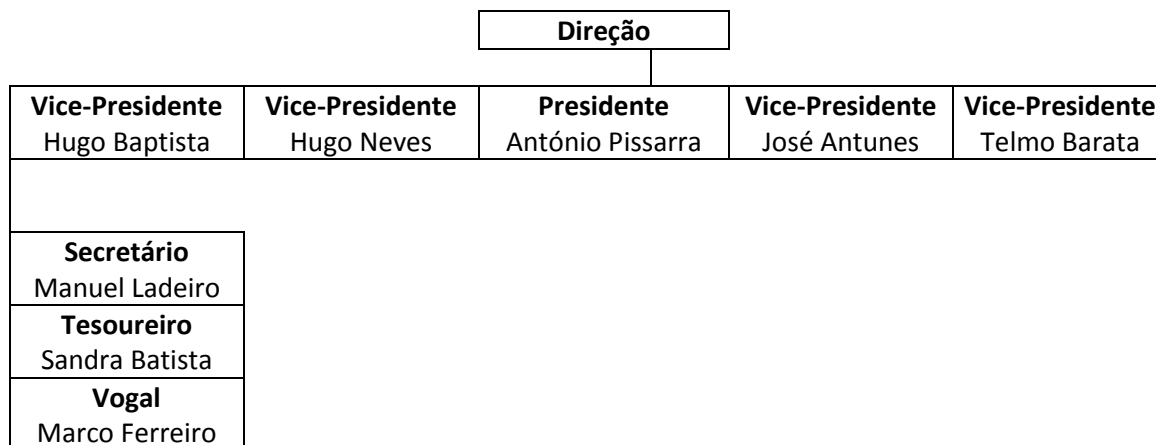 Direção
Vice-Presidente
Hugo Baptista
Vice-Presidente
Hugo Neves
Presidente
António Pissarra
Vice-Presidente
José Antunes
Vice-Presidente
Telmo Barata
Secretário
Manuel Ladeiro
Tesoureiro
Sandra Batista
Vogal
Marco Ferreiro